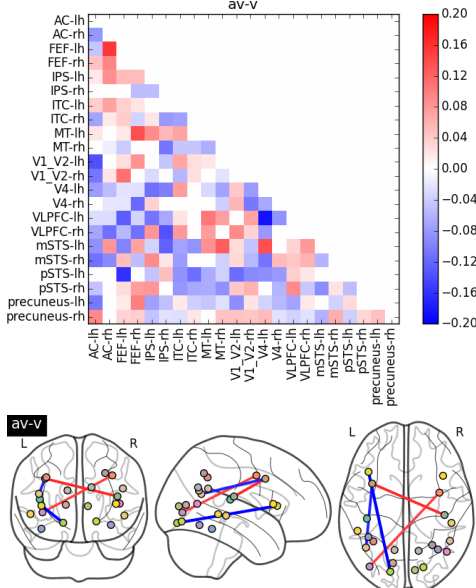 av-v
AC-lh
AC-rh
FEF-lh
FEF-rh
IPS-lh
IPS-rh
ITC-lh
ITC-rh
MT-lh
MT-rh
V1_V2-lh
V1_V2-rh
V4-lh
V4-rh
VLPFC-lh
VLPFC-rh
mSTS-lh
mSTS-rh
pSTS-lh
pSTS-rh
precuneus-lh
precuneus-rh
AC-lh
AC-rh
FEF-lh
FEF-rh
IPS-lh
IPS-rh
ITC-lh
ITC-rh
MT-lh
MT-rh
V1_V2-lh
V1_V2-rh
V4-lh
V4-rh
VLPFC-lh
VLPFC-rh
mSTS-lh
mSTS-rh
pSTS-lh
pSTS-rh
precuneus-lh
precuneus-rh
0.20
0.16
0.12
0.08
0.04
0.00
−0.04
−0.08
−0.12
−0.16
−0.20
av-v
L R
L R